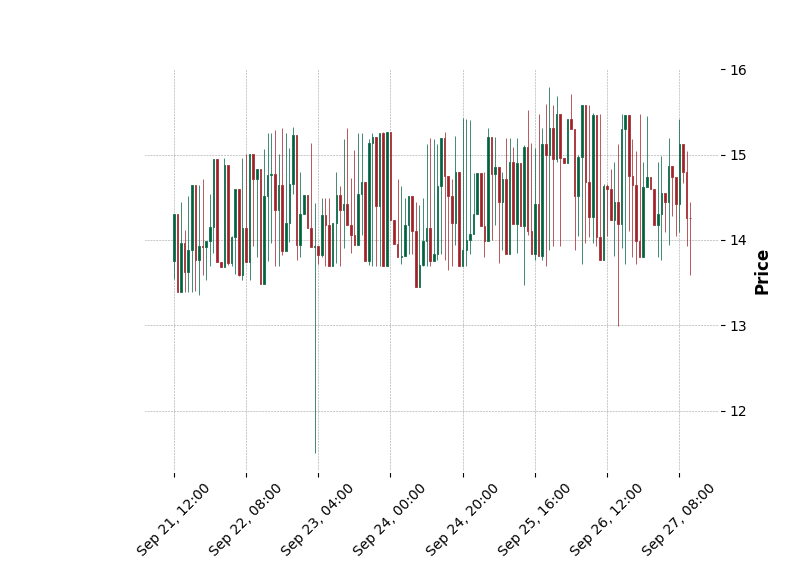 16
15
14
13
12
Price
Sep 21, 12:00
Sep 22, 08:00
Sep 23, 04:00
Sep 24, 00:00
Sep 24, 20:00
Sep 25, 16:00
Sep 26, 12:00
Sep 27, 08:00